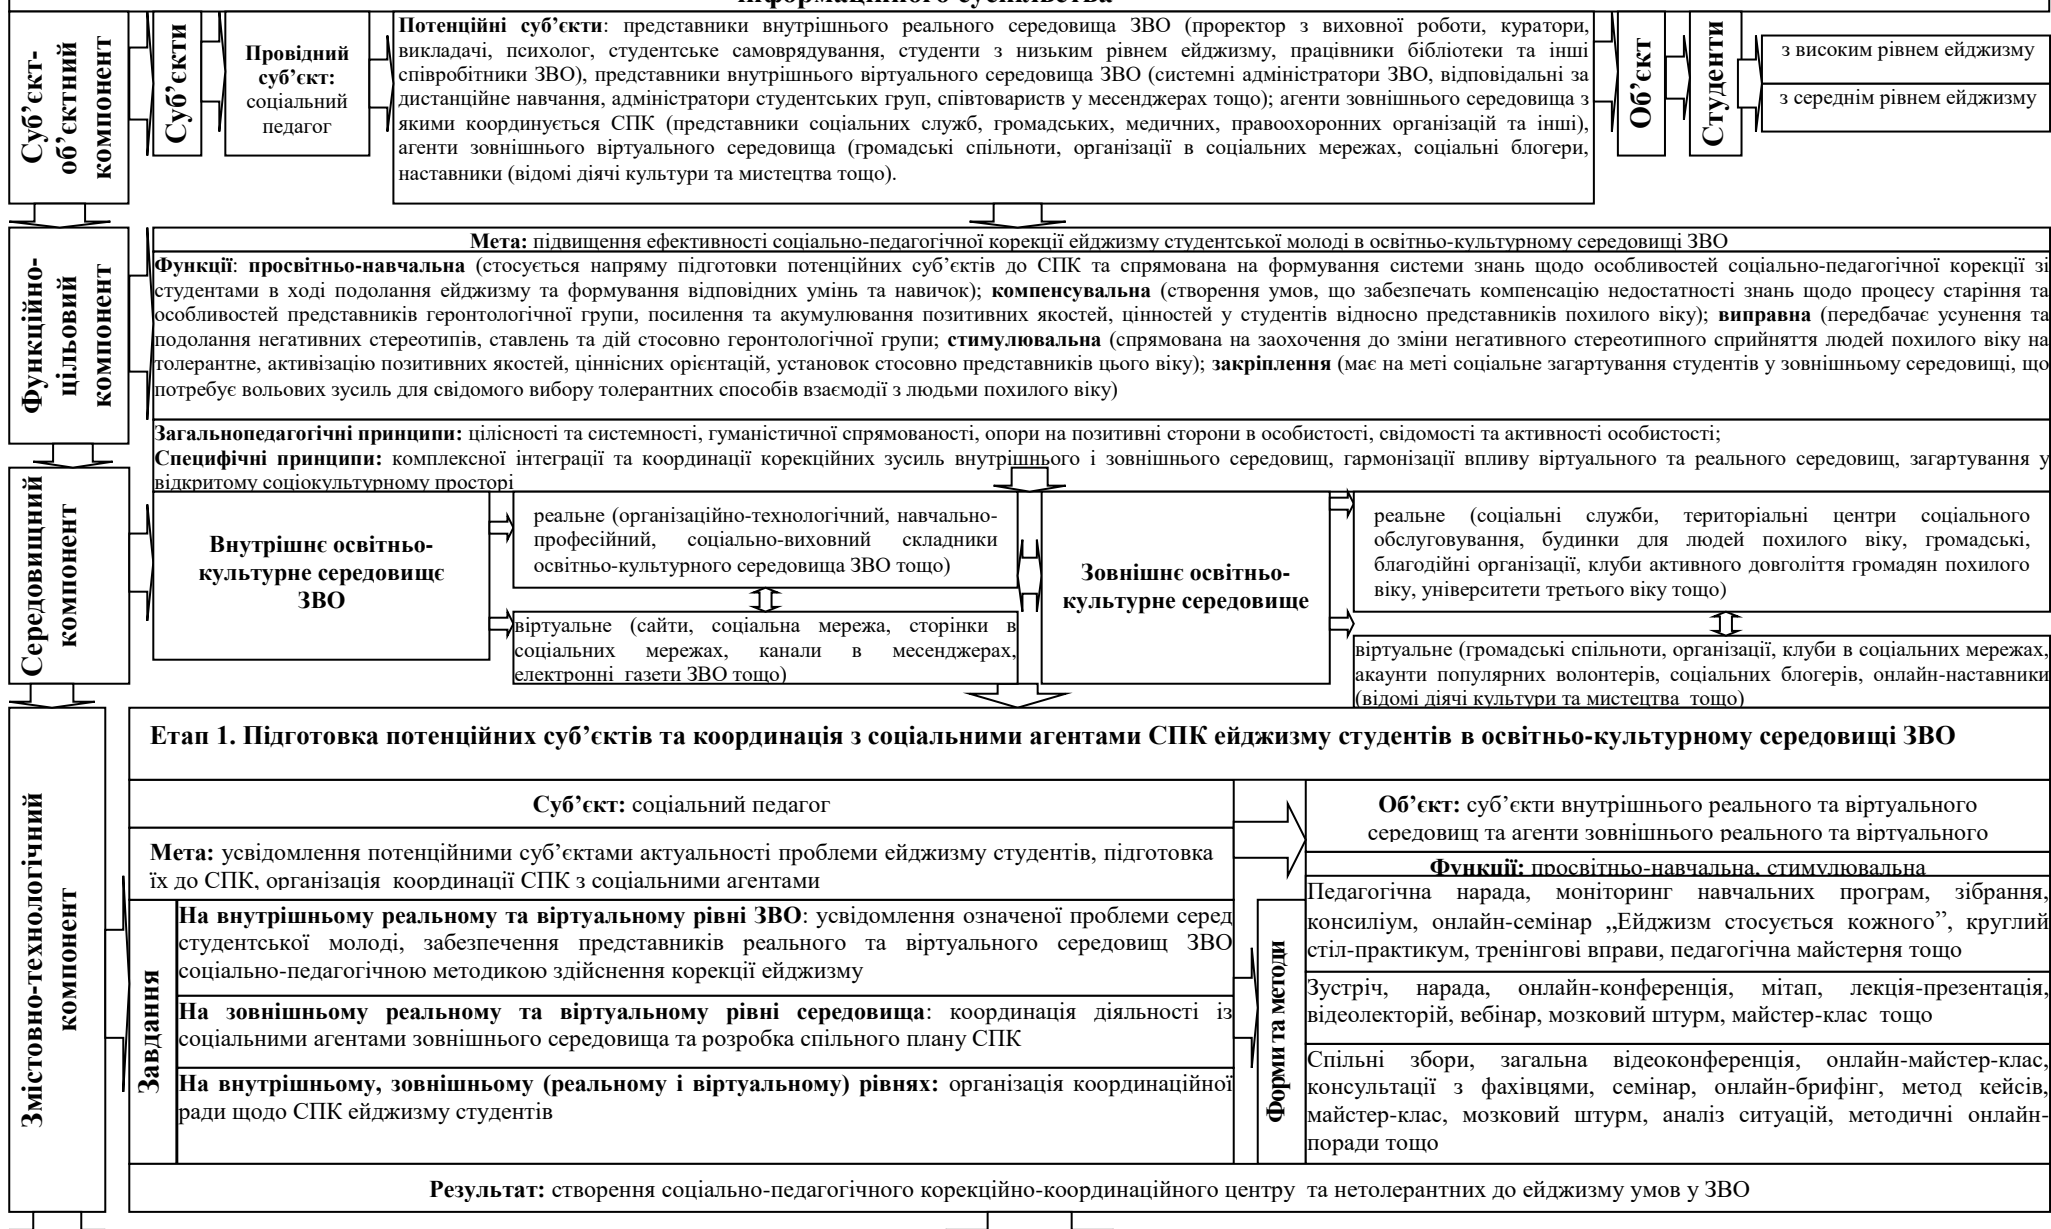 інформаційного суспільства
Суб’єкт-
об’єктний
компонент
Суб’єкти
Провідний
суб’єкт:
соціальний
педагог
Потенційні суб’єкти: представники внутрішнього реального середовища ЗВО (проректор з виховної роботи, куратори,
викладачі, психолог, студентське самоврядування, студенти з низьким рівнем ейджизму, працівники бібліотеки та інші
співробітники ЗВО), представники внутрішнього віртуального середовища ЗВО (системні адміністратори ЗВО, відповідальні за
дистанційне навчання, адміністратори студентських груп, співтовариств у месенджерах тощо); агенти зовнішнього середовища з
якими координується СПК (представники соціальних служб, громадських, медичних, правоохоронних організацій та інші),
агенти зовнішнього віртуального середовища (громадські спільноти, організації в соціальних мережах, соціальні блогери,
наставники (відомі діячі культури та мистецтва тощо).
Об’єкт
Студенти
з високим рівнем ейджизму
з середнім рівнем ейджизму
Функційно-
цільовий
компонент
Мета: підвищення ефективності соціально-педагогічної корекції ейджизму студентської молоді в освітньо-культурному середовищі ЗВО
Функції: просвітньо-навчальна (стосується напряму підготовки потенційних суб’єктів до СПК та спрямована на формування системи знань щодо особливостей соціально-педагогічної корекції зі
студентами в ході подолання ейджизму та формування відповідних умінь та навичок); компенсувальна (створення умов, що забезпечать компенсацію недостатності знань щодо процесу старіння та
особливостей представників геронтологічної групи, посилення та акумулювання позитивних якостей, цінностей у студентів відносно представників похилого віку); виправна (передбачає усунення та
подолання негативних стереотипів, ставлень та дій стосовно геронтологічної групи; стимулювальна (спрямована на заохочення до зміни негативного стереотипного сприйняття людей похилого віку на
толерантне, активізацію позитивних якостей, ціннісних орієнтацій, установок стосовно представників цього віку); закріплення (має на меті соціальне загартування студентів у зовнішньому середовищі, що
потребує вольових зусиль для свідомого вибору толерантних способів взаємодії з людьми похилого віку)
Загальнопедагогічні принципи: цілісності та системності, гуманістичної спрямованості, опори на позитивні сторони в особистості, свідомості та активності особистості;
Специфічні принципи: комплексної інтеграції та координації корекційних зусиль внутрішнього і зовнішнього середовищ, гармонізації впливу віртуального та реального середовищ, загартування у
відкритому соціокультурному просторі
Середовищний
компонент
Внутрішнє освітньо-
культурне середовищє
ЗВО
реальне (організаційно-технологічний, навчально-
професійний, соціально-виховний складники
освітньо-культурного середовища ЗВО тощо)
віртуальне (сайти, соціальна мережа, сторінки в
соціальних мережах, канали в месенджерах,
електронні газети ЗВО тощо)
Зовнішнє освітньо-
культурне середовище
реальне (соціальні служби, територіальні центри соціального
обслуговування, будинки для людей похилого віку, громадські,
благодійні організації, клуби активного довголіття громадян похилого
віку, університети третього віку тощо)
віртуальне (громадські спільноти, організації, клуби в соціальних мережах,
акаунти популярних волонтерів, соціальних блогерів, онлайн-наставники
(відомі діячі культури та мистецтва тощо)
Змістовно-технологічний
компонент
Етап 1. Підготовка потенційних суб’єктів та координація з соціальними агентами СПК ейджизму студентів в освітньо-культурному середовищі ЗВО
Суб’єкт: соціальний педагог
Мета: усвідомлення потенційними суб’єктами актуальності проблеми ейджизму студентів, підготовка
їх до СПК, організація координації СПК з соціальними агентами
Об’єкт: суб’єкти внутрішнього реального та віртуального
середовищ та агенти зовнішнього реального та віртуального
Функції: просвітньо-навчальна, стимулювальна
Завдання
На внутрішньому реальному та віртуальному рівні ЗВО: усвідомлення означеної проблеми серед
студентської молоді, забезпечення представників реального та віртуального середовищ ЗВО
соціально-педагогічною методикою здійснення корекції ейджизму
На зовнішньому реальному та віртуальному рівні середовища: координація діяльності із
соціальними агентами зовнішнього середовища та розробка спільного плану СПК
На внутрішньому, зовнішньому (реальному і віртуальному) рівнях: організація координаційної
ради щодо СПК ейджизму студентів
Форми та методи
Педагогічна нарада, моніторинг навчальних програм, зібрання,
консиліум, онлайн-семінар „Ейджизм стосується кожного”, круглий
стіл-практикум, тренінгові вправи, педагогічна майстерня тощо
Зустріч, нарада, онлайн-конференція, мітап, лекція-презентація,
відеолекторій, вебінар, мозковий штурм, майстер-клас тощо
Спільні збори, загальна відеоконференція, онлайн-майстер-клас,
консультації з фахівцями, семінар, онлайн-брифінг, метод кейсів,
майстер-клас, мозковий штурм, аналіз ситуацій, методичні онлайн-
поради тощо
Результат: створення соціально-педагогічного корекційно-координаційного центру та нетолерантних до ейджизму умов у ЗВО